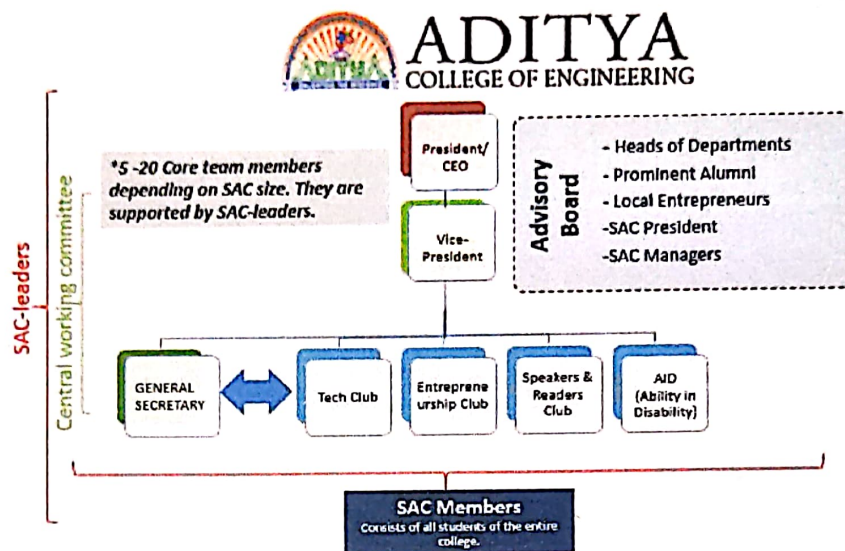 ADITYA
ADITYA
COLLEGE OF ENGINEERING
SAC-leaders
Central working committee
*5 -20 Core team members
depending on SAC size. They are
supported by SAC-leaders.
President/
CEO
Vice-
President
Advisory
Board
- Heads of Departments
- Prominent Alumni
- Local Entrepreneurs
-SAC President
-SAC Managers
GENERAL
SECRETARY
Tech Club
Entreprene
urship Club
Speakers &
Readers
Club
AID
(Ability in
Disability)
SAC Members
Consists of all students of the entire
college.